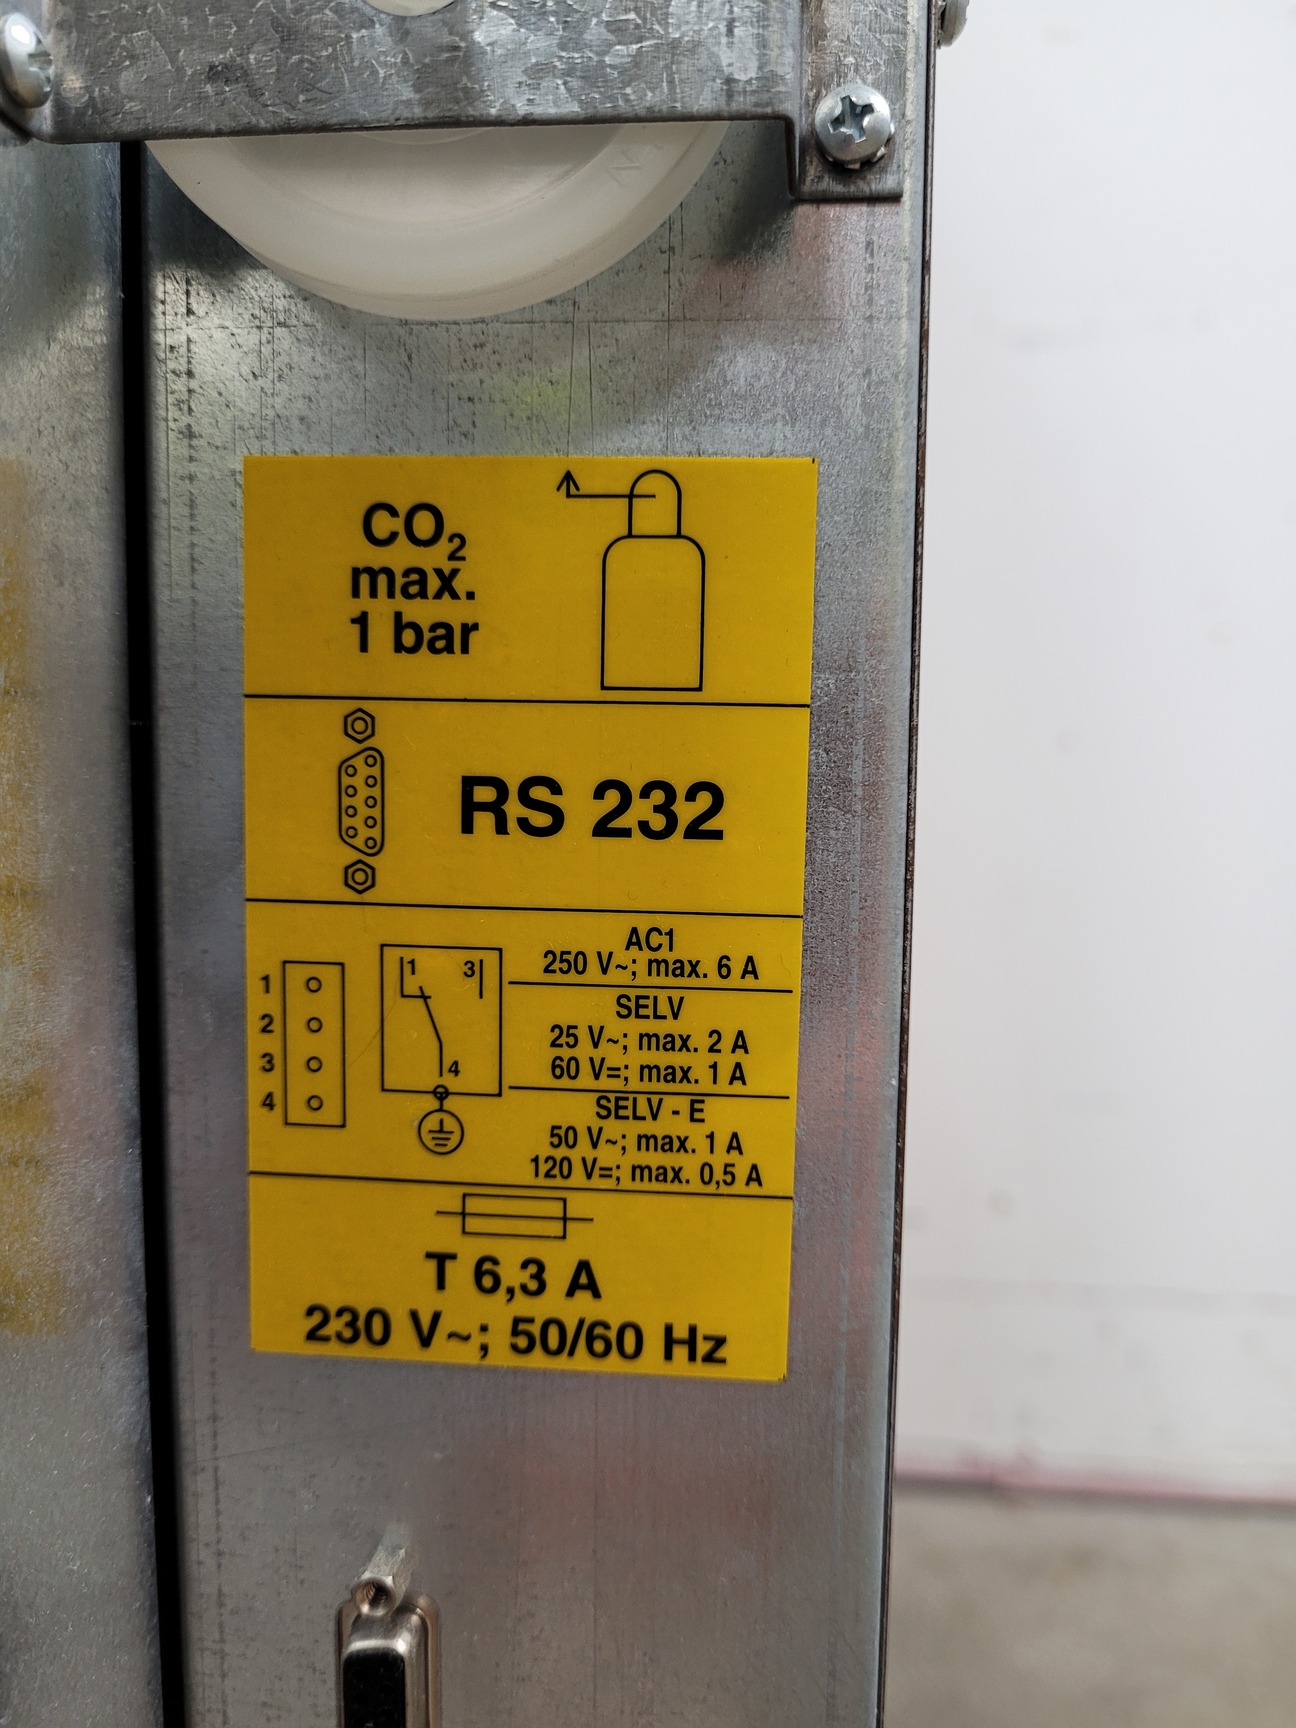 CO₂
max.
1 bar
RS 232
1
2
3
4
1 3
4
AC1
250 V~; max. 6 A
SELV
25 V~; max. 2 A
60 V=; max. 1 A
SELV - E
50 V~; max. 1 A
120 V=; max. 0,5 A
T 6,3 A
230 V~; 50/60 Hz